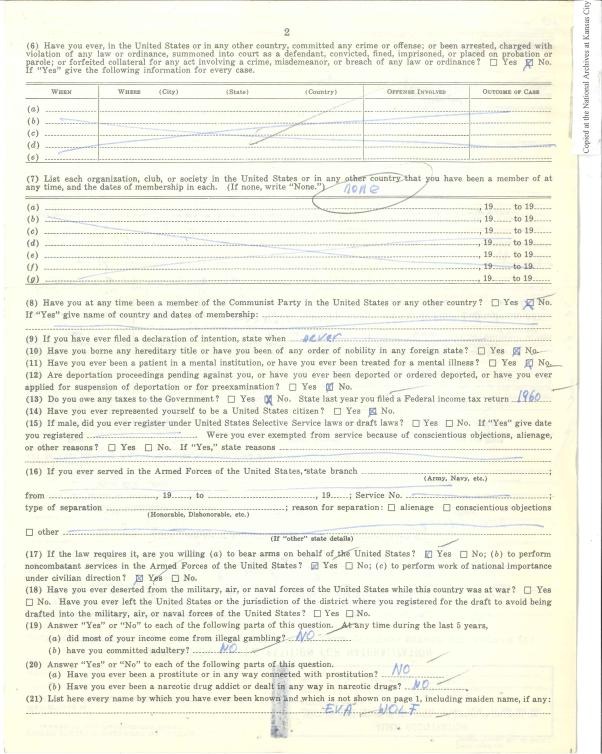 2
(6) Have you ever, in the United States or in any other country, committed any crime or offense; or been arrested, charged with
violation of any law or ordinance, summoned into court as a defendant, convicted, fined, imprisoned, or placed on probation or
parole; or forfeited collateral for any act involving a crime, misdemeanor, or breach of any law or ordinance? ☐ Yes ☒ No.
If "Yes" give the following information for every case.
WHEN WHERE (City) (State) (Country) OFFENSE INVOLVED OUTCOME OF CASE
(a)
(b)
(c)
(d)
(e)
(7) List each organization, club, or society in the United States or in any other country that you have been a member of at
any time, and the dates of membership in each. (If none, write "None.") none
(a) , 19 to 19
(b) , 19 to 19
(c) , 19 to 19
(d) , 19 to 19
(e) , 19 to 19
(f) , 19 to 19
(g) , 19 to 19
(8) Have you at any time been a member of the Communist Party in the United States or any other country? ☐ Yes ☒ No.
If "Yes" give name of country and dates of membership:
(9) If you have ever filed a declaration of intention, state when never
(10) Have you borne any hereditary title or have you been of any order of nobility in any foreign state? ☐ Yes ☒ No.
(11) Have you ever been a patient in a mental institution, or have you ever been treated for a mental illness? ☐ Yes ☒ No.
(12) Are deportation proceedings pending against you, or have you ever been deported or ordered deported, or have you ever
applied for suspension of deportation or for preexamination? ☐ Yes ☒ No.
(13) Do you owe any taxes to the Government? ☐ Yes ☒ No. State last year you filed a Federal income tax return 1960
(14) Have you ever represented yourself to be a United States citizen? ☐ Yes ☒ No.
(15) If male, did you ever register under United States Selective Service laws or draft laws? ☐ Yes ☐ No. If "Yes" give date
you registered Were you ever exempted from service because of conscientious objections, alienage,
or other reasons? ☐ Yes ☐ No. If "Yes," state reasons
(16) If you ever served in the Armed Forces of the United States, state branch ;
(Army, Navy, etc.)
from , 19 , to , 19 ; Service No. ;
type of separation ; reason for separation: ☐ alienage ☐ conscientious objections
(Honorable, Dishonorable, etc.)
☐ other
(If "other" state details)
(17) If the law requires it, are you willing (a) to bear arms on behalf of the United States? ☒ Yes ☐ No; (b) to perform
noncombatant services in the Armed Forces of the United States? ☒ Yes ☐ No; (c) to perform work of national importance
under civilian direction? ☒ Yes ☐ No.
(18) Have you ever deserted from the military, air, or naval forces of the United States while this country was at war? ☐ Yes
☐ No. Have you ever left the United States or the jurisdiction of the district where you registered for the draft to avoid being
drafted into the military, air, or naval forces of the United States? ☐ Yes ☐ No.
(19) Answer "Yes" or "No" to each of the following parts of this question. At any time during the last 5 years,
(a) did most of your income come from illegal gambling? NO
(b) have you committed adultery? NO
(20) Answer "Yes" or "No" to each of the following parts of this question.
(a) Have you ever been a prostitute or in any way connected with prostitution? NO
(b) Have you ever been a narcotic drug addict or dealt in any way in narcotic drugs? NO
(21) List here every name by which you have ever been known and which is not shown on page 1, including maiden name, if any:
EVA WOLF
Copied at the National Archives at Kansas City